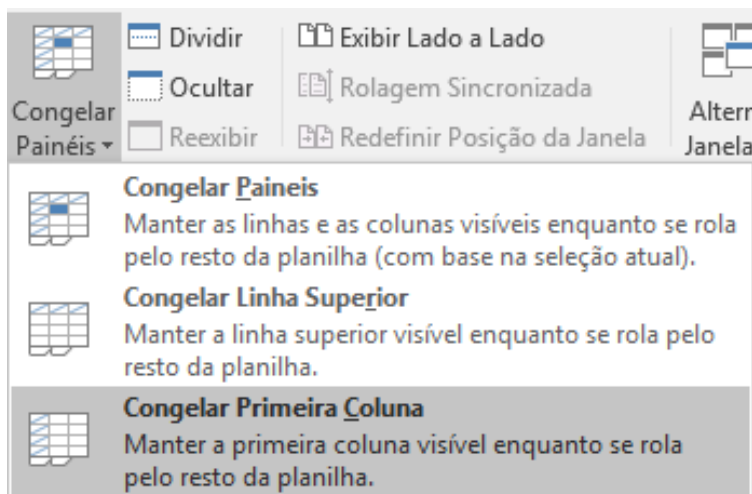 Dividir
Exibir Lado a Lado
Ocultar
Rolagem Sincronizada
Congelar
Painéis
Reexibir
Redefinir Posição da Janela
Altern
Janela
Congelar Paineis
Manter as linhas e as colunas visíveis enquanto se rola
pelo resto da planilha (com base na seleção atual).
Congelar Linha Superior
Manter a linha superior visível enquanto se rola pelo
resto da planilha.
Congelar Primeira Coluna
Manter a primeira coluna visível enquanto se rola
pelo resto da planilha.